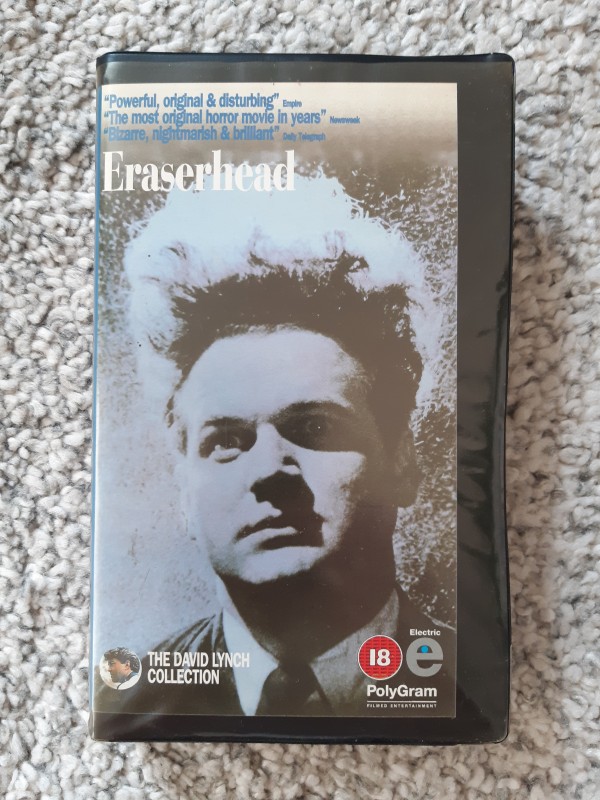 "Powerful, original & disturbing" Empire
"The most original horror movie in years" Newsweek
"Bizarre, nightmarish & brilliant" Daily Telegraph
Eraserhead
THE DAVID LYNCH
COLLECTION
18
Electric
e
PolyGram
FILMED ENTERTAINMENT